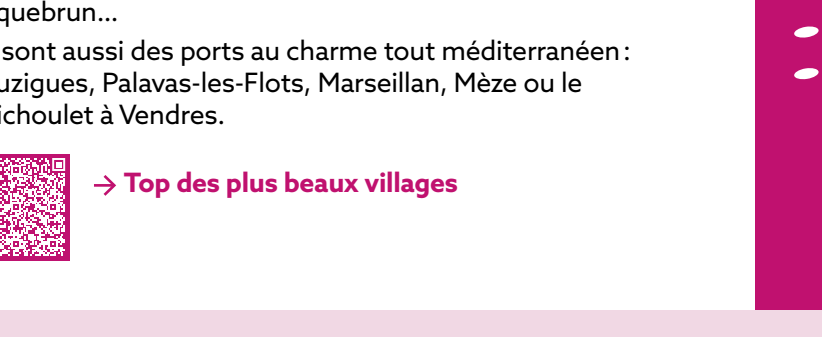 quebrun...
sont aussi des ports au charme tout méditerranéen :
uzigues, Palavas-les-Flots, Marseillan, Mèze ou le
ichoulet à Vendres.
→ Top des plus beaux villages